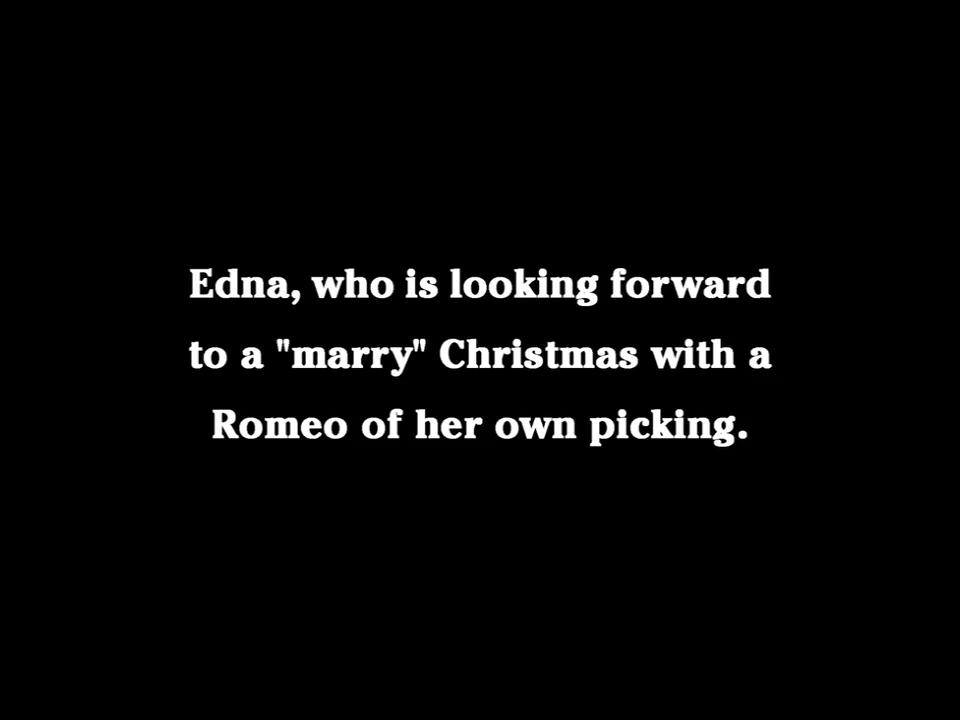 Edna, who is looking forward
to a "marry" Christmas with a
Romeo of her own picking.